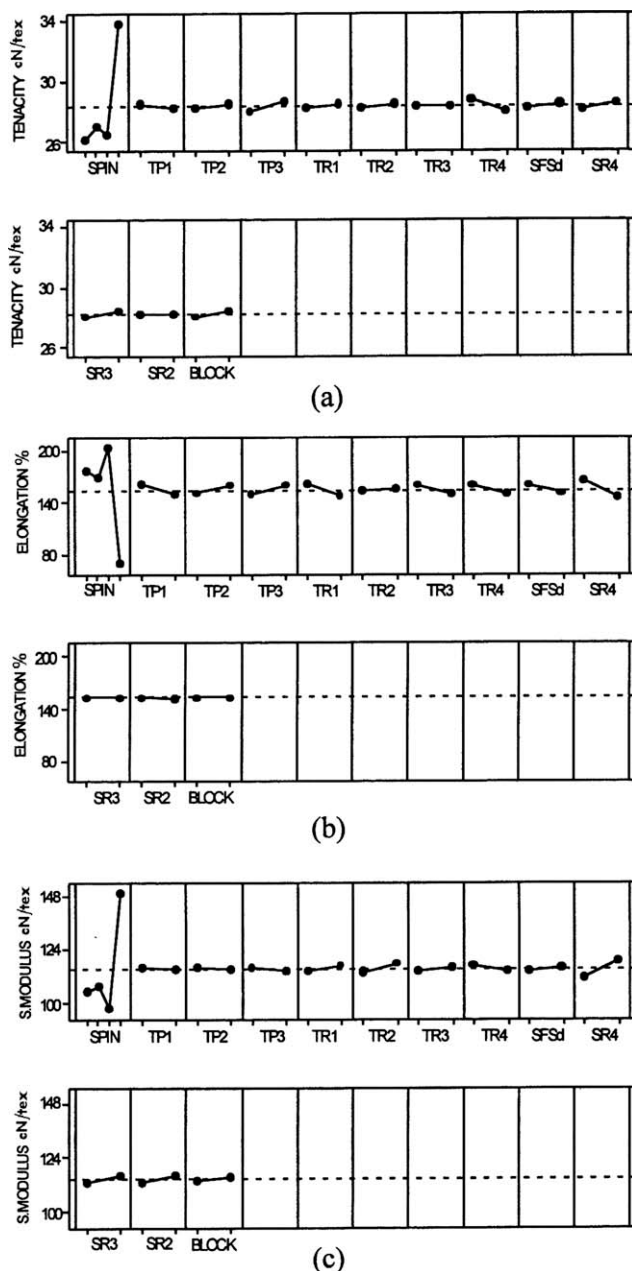 TENACITY cN/tex
34
30
26
SPIN TP1 TP2 TP3 TR1 TR2 TR3 TR4 SFSd SR4
TENACITY cN/tex
34
30
26
SR3 SR2 BLOCK
(a)
ELONGATION %
200
140
80
SPIN TP1 TP2 TP3 TR1 TR2 TR3 TR4 SFSd SR4
ELONGATION %
200
140
80
SR3 SR2 BLOCK
(b)
S.MODULUS cN/tex
148
124
100
SPIN TP1 TP2 TP3 TR1 TR2 TR3 TR4 SFSd SR4
S.MODULUS cN/tex
148
124
100
SR3 SR2 BLOCK
(c)